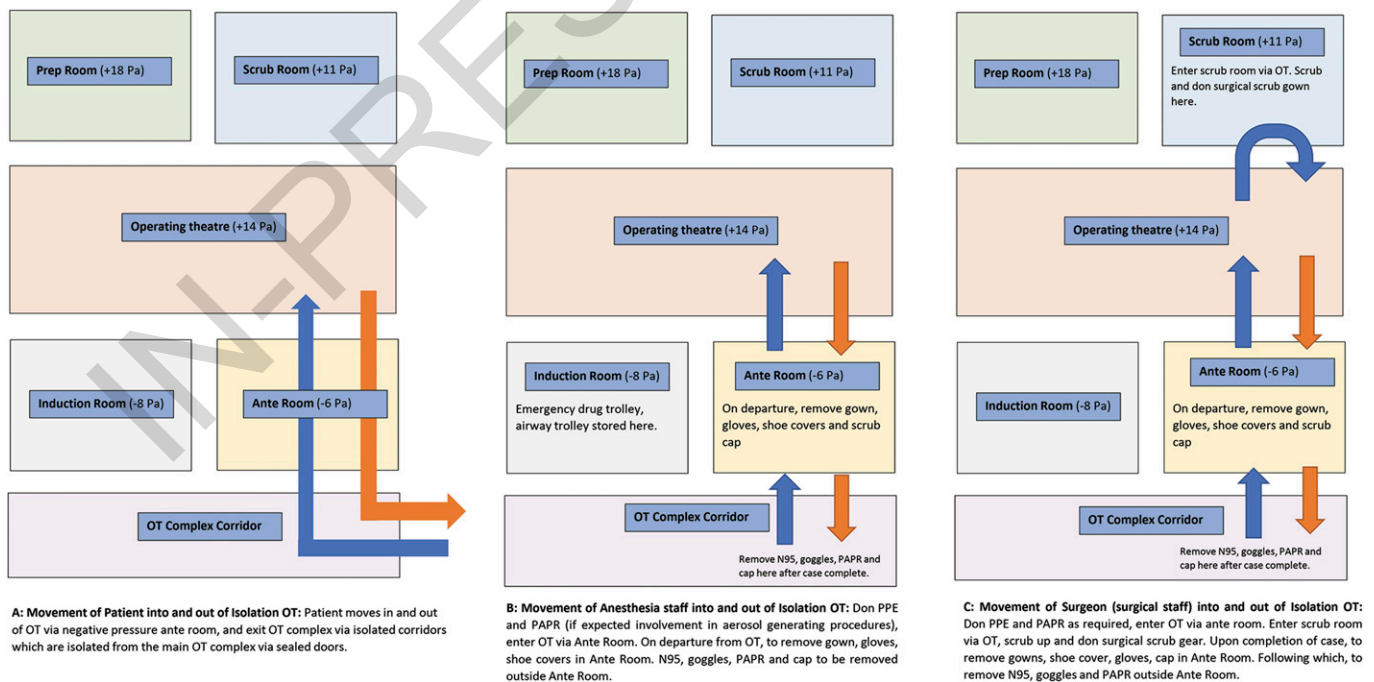 Prep Room (+18 Pa)
Scrub Room (+11 Pa)
Operating theatre (+14 Pa)
Induction Room (-8 Pa)
Ante Room (-6 Pa)
OT Complex Corridor
A: Movement of Patient into and out of Isolation OT: Patient moves in and out
of OT via negative pressure ante room, and exit OT complex via isolated corridors
which are isolated from the main OT complex via sealed doors.
Prep Room (+18 Pa)
Scrub Room (+11 Pa)
Operating theatre (+14 Pa)
Induction Room (-8 Pa)
Emergency drug trolley,
airway trolley stored here.
Ante Room (-6 Pa)
On departure, remove gown,
gloves, shoe covers and scrub
cap
OT Complex Corridor
Remove N95, goggles, PAPR and
cap here after case complete.
B: Movement of Anesthesia staff into and out of Isolation OT: Don PPE
and PAPR (if expected involvement in aerosol generating procedures),
enter OT via Ante Room. On departure from OT, to remove gown, gloves,
shoe covers in Ante Room. N95, goggles, PAPR and cap to be removed
outside Ante Room.
Prep Room (+18 Pa)
Scrub Room (+11 Pa)
Enter scrub room via OT. Scrub
and don surgical scrub gown
here.
Operating theatre (+14 Pa)
Induction Room (-8 Pa)
Ante Room (-6 Pa)
On departure, remove gown,
gloves, shoe covers and scrub
cap
OT Complex Corridor
Remove N95, goggles, PAPR and
cap here after case complete.
C: Movement of Surgeon (surgical staff) into and out of Isolation OT:
Don PPE and PAPR as required, enter OT via ante room. Enter scrub room
via OT, scrub up and don surgical scrub gear. Upon completion of case, to
remove gowns, shoe cover, gloves, cap in Ante Room. Following which, to
remove N95, goggles and PAPR outside Ante Room.
IN-PRES